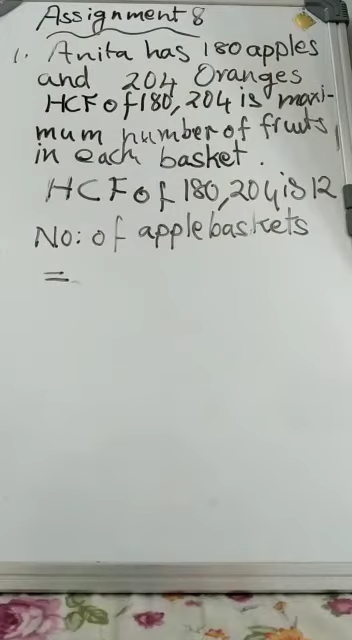 Assignment 8
1. Anita has 180 apples
and 204 Oranges
HCF of 180, 204 is maxi-
mum number of fruits,
in each basket.
HCF of 180, 204 is 12
No: of apple baskets
=